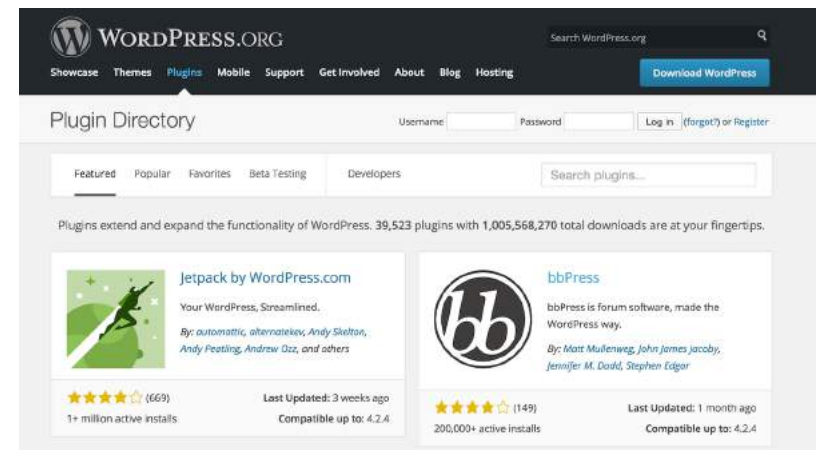 WORDPRESS.ORG
Search WordPress.org
Showcase Themes Plugins Mobile Support Get Involved About Blog Hosting
Download WordPress
Plugin Directory
Username Password Log in (forgot?) or Register
Featured Popular Favorites Beta Testing Developers
Search plugins...
Plugins extend and expand the functionality of WordPress. 39,523 plugins with 1,005,568,270 total downloads are at your fingertips.
Jetpack by WordPress.com
Your WordPress, Streamlined.
By: automattic, alternatekev, Andy Skelton,
Andy Peatling, Andrew Ozz, and others
(669)
Last Updated: 3 weeks ago
1+ million active installs
Compatible up to: 4.2.4
bb
bbPress
bbPress is forum software, made the
WordPress way.
By: Matt Mullenweg, John James Jacoby,
Jennifer M. Dodd, Stephen Edgar
(149)
Last Updated: 1 month ago
200,000+ active installs
Compatible up to: 4.2.4